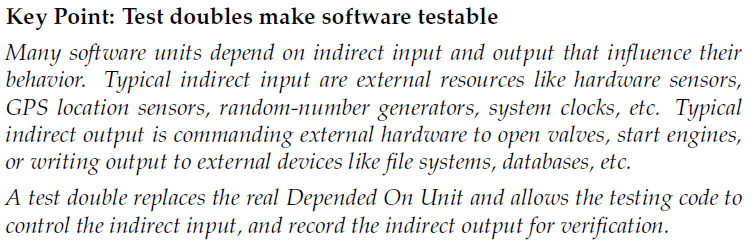 Key Point: Test doubles make software testable
Many software units depend on indirect input and output that influence their
behavior. Typical indirect input are external resources like hardware sensors,
GPS location sensors, random-number generators, system clocks, etc. Typical
indirect output is commanding external hardware to open valves, start engines,
or writing output to external devices like file systems, databases, etc.
A test double replaces the real Depended On Unit and allows the testing code to
control the indirect input, and record the indirect output for verification.